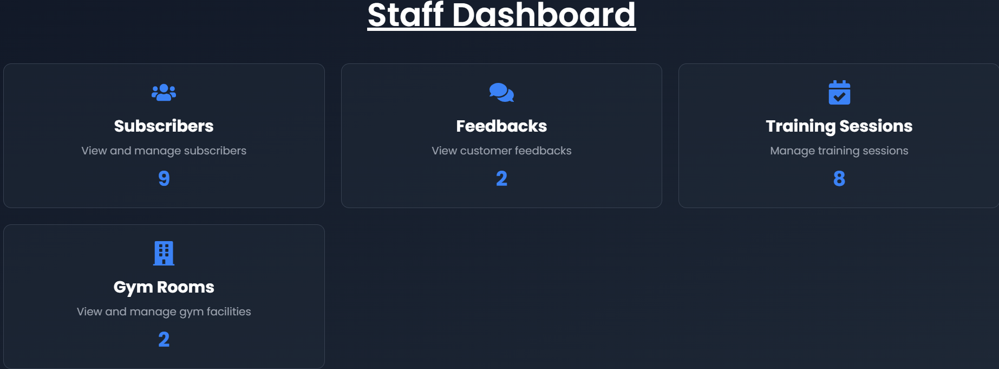 Staff Dashboard
Subscribers
View and manage subscribers
9
Feedbacks
View customer feedbacks
2
Training Sessions
Manage training sessions
8
Gym Rooms
View and manage gym facilities
2